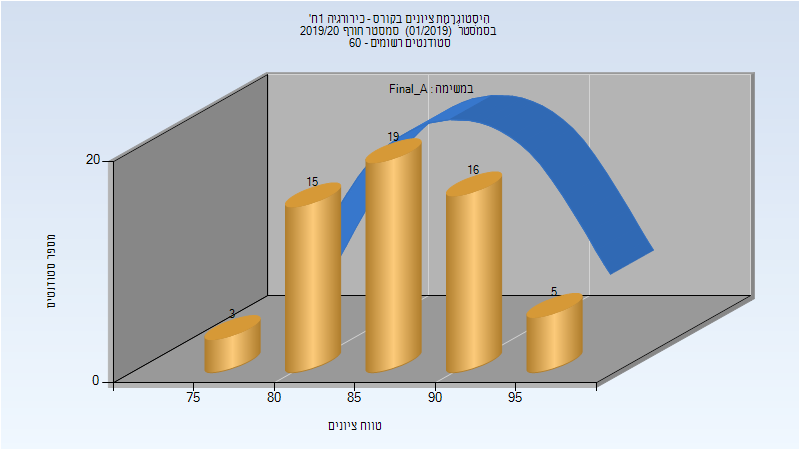 היסטוגרמת ציונים בקורס - כירורגיה 1ח'
בסמסטר (01/2019) סמסטר חורף 2019/20
סטודנטים רשומים - 60
במשימה : Final_A
20
0
מספר סטודנטים
3
15
19
16
5
75
80
85
90
95
טווח ציונים